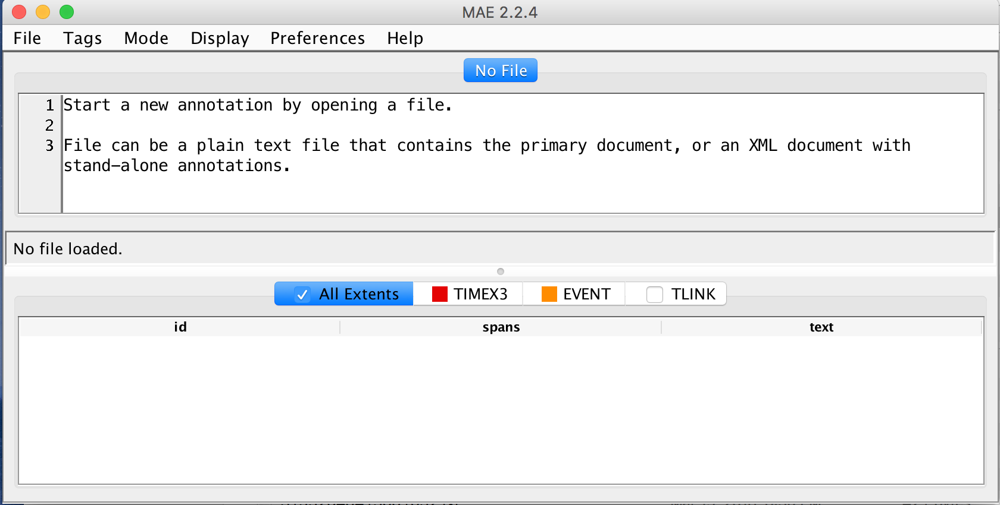 MAE 2.2.4
File Tags Mode Display Preferences Help
No File
1 Start a new annotation by opening a file.
2
3 File can be a plain text file that contains the primary document, or an XML document with
stand-alone annotations.
No file loaded.
All Extents TIMEX3 EVENT TLINK
id spans text